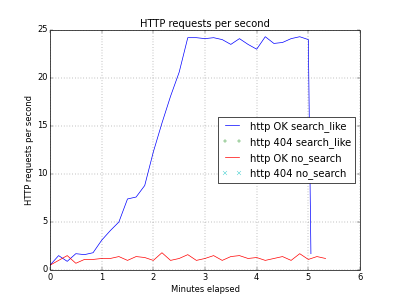 HTTP requests per second
30
25
20
15
10
5
0
HTTP requests per second
http OK search_like
http 404 search_like
http OK no_search
http 404 no_search
0 1 2 3 4 5 6
Minutes elapsed